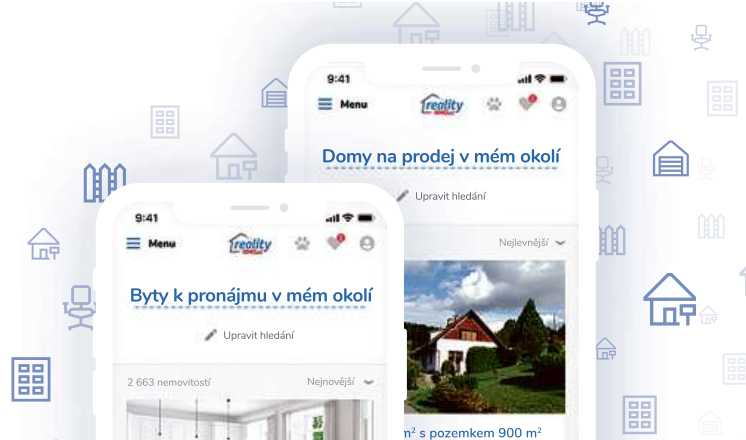 9:41
Menu
reality
Domy na prodej v mém okolí
Upravit hledání
Nejlevnější
m² s pozemkem 900 m²
9:41
Menu
reality
Byty k pronájmu v mém okolí
Upravit hledání
2 663 nemovitostí
Nejnovější